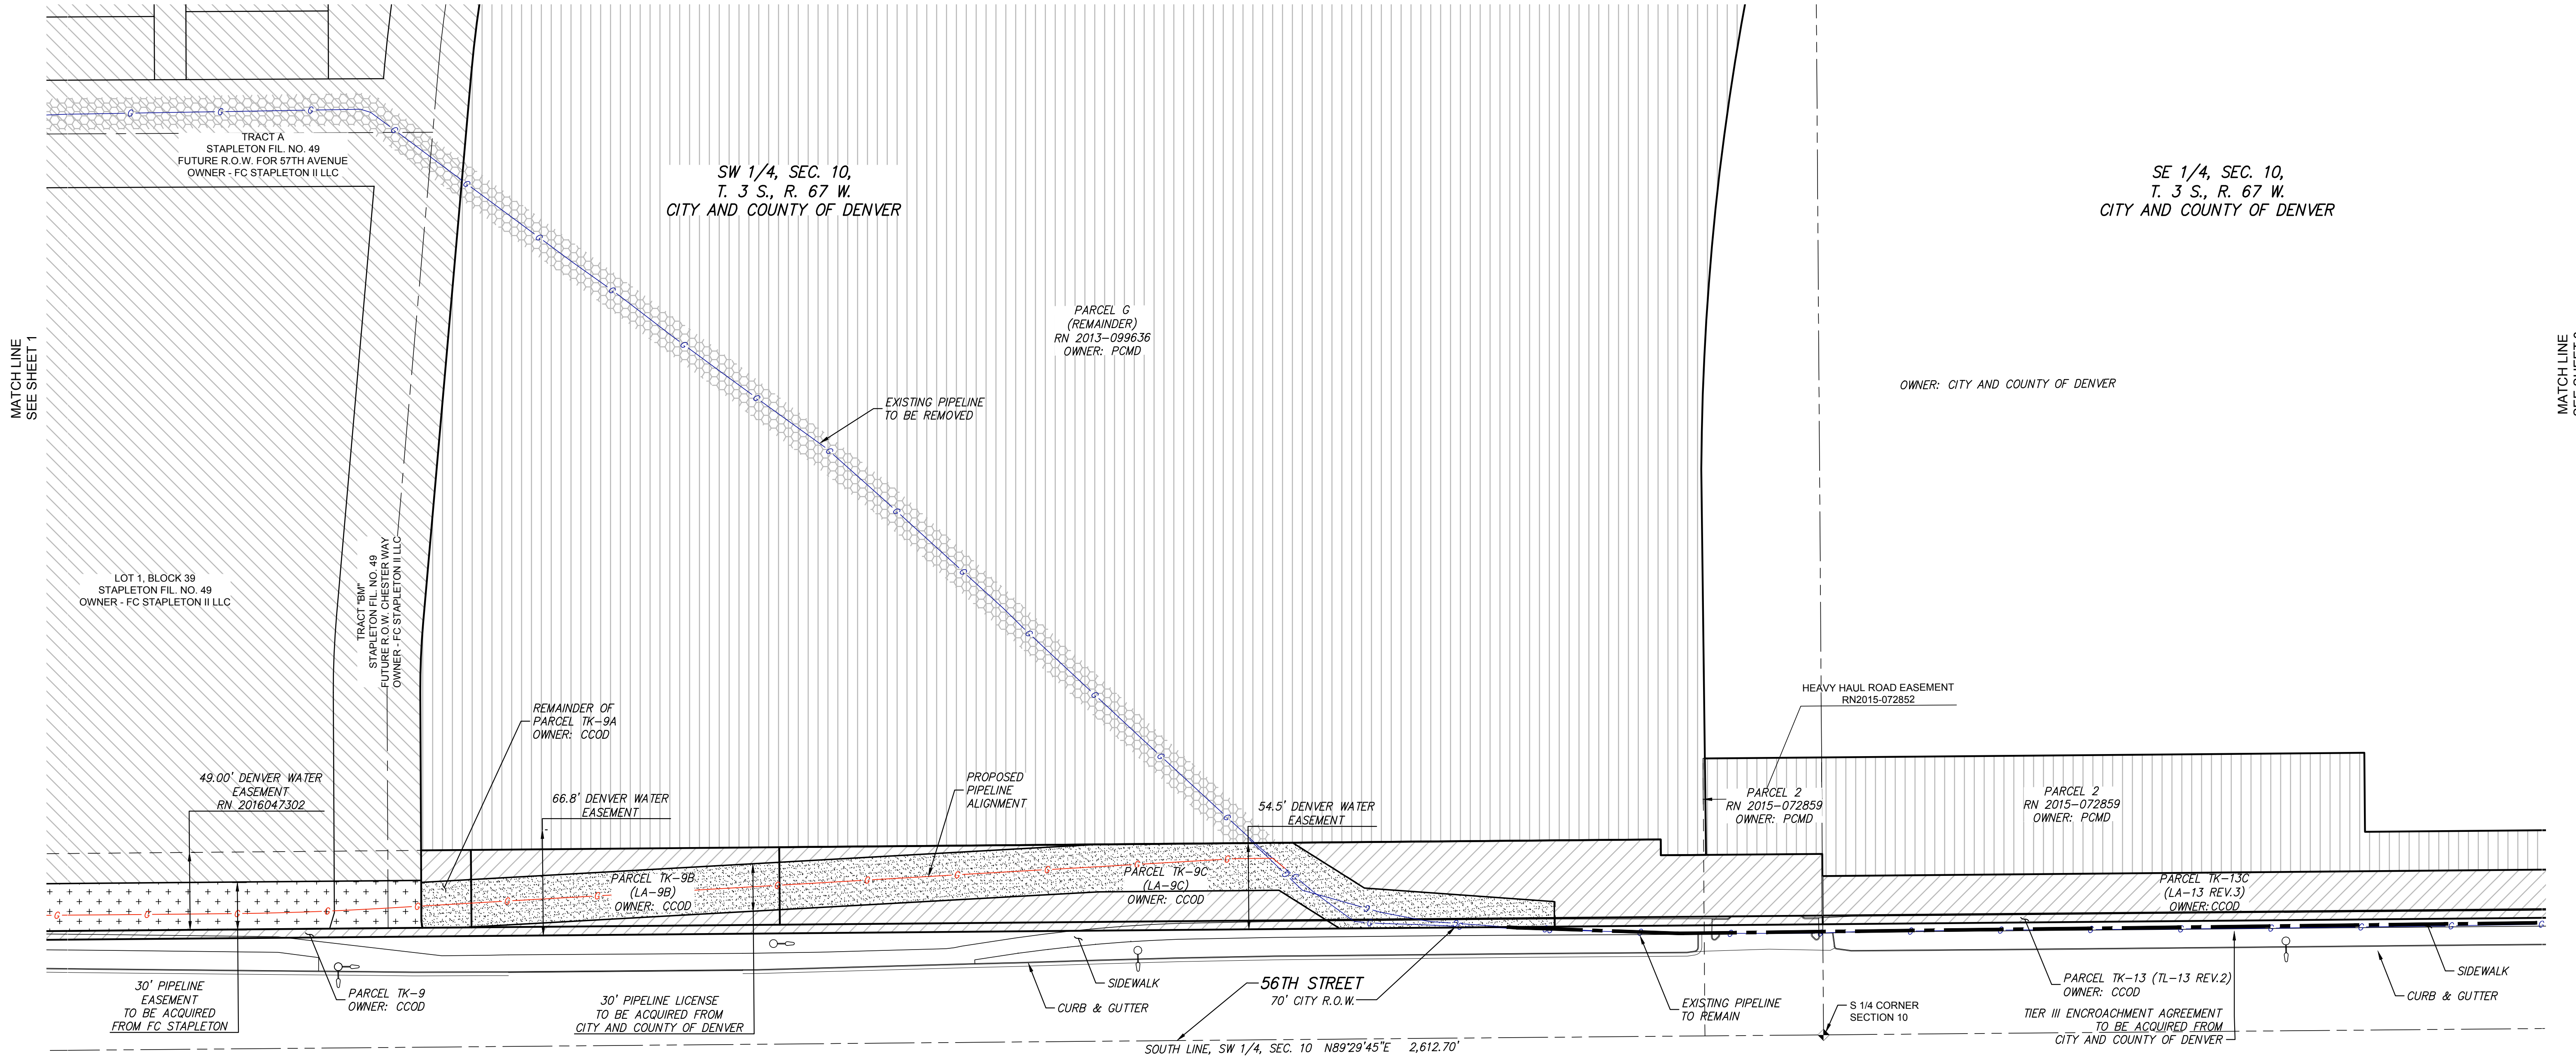 MATCH LINE
SEE SHEET 1
TRACT A
STAPLETON FIL. NO. 49
FUTURE R.O.W. FOR 57TH AVENUE
OWNER - FC STAPLETON II LLC
SW 1/4, SEC. 10,
T. 3 S., R. 67 W.
CITY AND COUNTY OF DENVER
SE 1/4, SEC. 10,
T. 3 S., R. 67 W.
CITY AND COUNTY OF DENVER
PARCEL G
(REMAINDER)
RN 2013-099636
OWNER: PCMD
EXISTING PIPELINE
TO BE REMOVED
OWNER: CITY AND COUNTY OF DENVER
MATCH LINE
LOT 1, BLOCK 39
STAPLETON FIL. NO. 49
OWNER - FC STAPLETON II LLC
TRACT "BM"
STAPLETON FIL. NO. 49
FUTURE R.O.W. CHESTER WAY
OWNER - FC STAPLETON II LLC
REMAINDER OF
PARCEL TK-9A
OWNER: CCOD
HEAVY HAUL ROAD EASEMENT
RN2015-072852
49.00' DENVER WATER
EASEMENT
RN 2016047302
66.8' DENVER WATER
EASEMENT
PROPOSED
PIPELINE
ALIGNMENT
54.5' DENVER WATER
EASEMENT
PARCEL 2
RN 2015-072859
OWNER: PCMD
PARCEL 2
RN 2015-072859
OWNER: PCMD
PARCEL TK-9B
(LA-9B)
OWNER: CCOD
PARCEL TK-9C
(LA-9C)
OWNER: CCOD
PARCEL TK-13C
(LA-13 REV.3)
OWNER: CCOD
30' PIPELINE
EASEMENT
TO BE ACQUIRED
FROM FC STAPLETON
PARCEL TK-9
OWNER: CCOD
30' PIPELINE LICENSE
TO BE ACQUIRED FROM
CITY AND COUNTY OF DENVER
SIDEWALK
CURB & GUTTER
56TH STREET
70' CITY R.O.W.
EXISTING PIPELINE
TO REMAIN
S 1/4 CORNER
SECTION 10
PARCEL TK-13 (TL-13 REV.2)
OWNER: CCOD
TIER III ENCROACHMENT AGREEMENT
TO BE ACQUIRED FROM
CITY AND COUNTY OF DENVER
SIDEWALK
CURB & GUTTER
SOUTH LINE, SW 1/4, SEC. 10 N89°29'45"E 2,612.70'